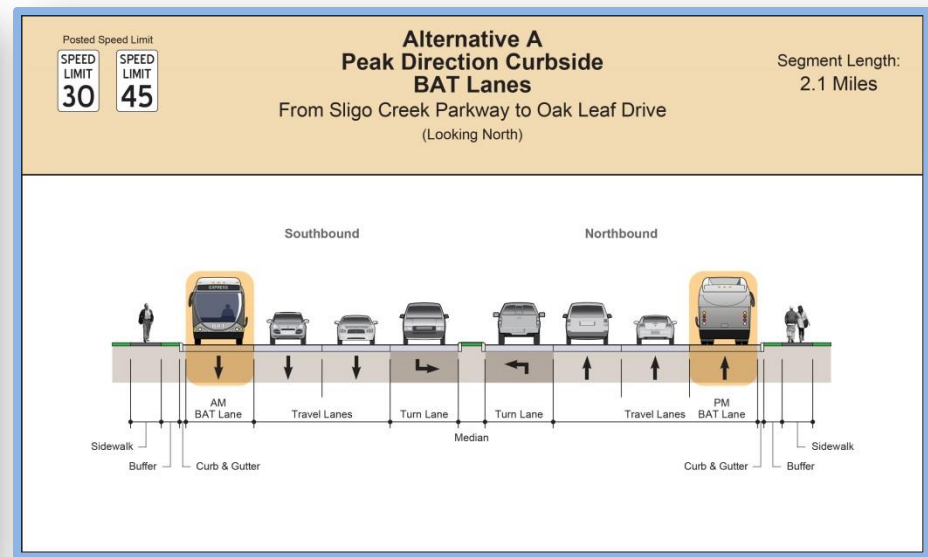 Posted Speed Limit
SPEED
LIMIT
30
SPEED
LIMIT
45
Alternative A
Peak Direction Curbside
BAT Lanes
From Sligo Creek Parkway to Oak Leaf Drive
(Looking North)
Segment Length:
2.1 Miles
Southbound
Northbound
EXPRESS
AM
BAT Lane
Travel Lanes
Turn Lane
Median
Turn Lane
Travel Lanes
PM
BAT Lane
Sidewalk
Buffer
Curb & Gutter
Curb & Gutter
Buffer
Sidewalk